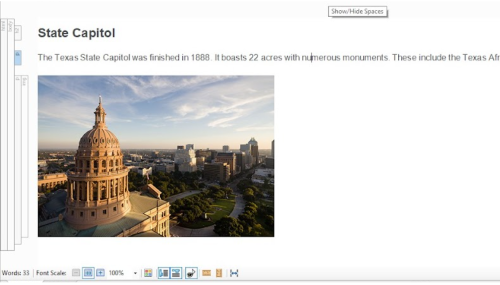 Show/Hide Spaces
State Capitol
The Texas State Capitol was finished in 1888. It boasts 22 acres with numerous monuments. These include the Texas Afr
Words 33 Font Scale: 100%